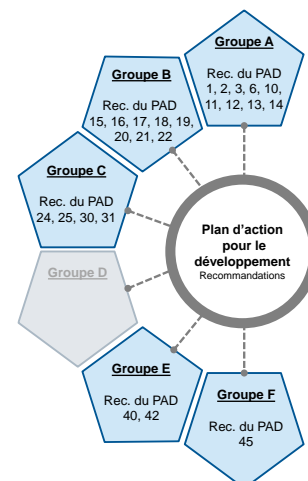 Groupe A
Rec. du PAD
1, 2, 3, 6, 10,
11, 12, 13, 14
Groupe B
Rec. du PAD
15, 16, 17, 18, 19,
20, 21, 22
Groupe C
Rec. du PAD
24, 25, 30, 31
Plan d'action
pour le
développement
Recommandations
Groupe D
Groupe E
Rec. du PAD
40, 42
Groupe F
Rec. du PAD
45